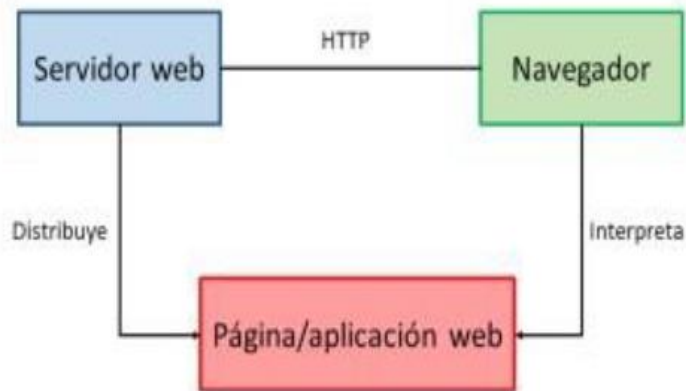 HTTP
Servidor web
Navegador
Distribuye
Interpreta
Página/aplicación web